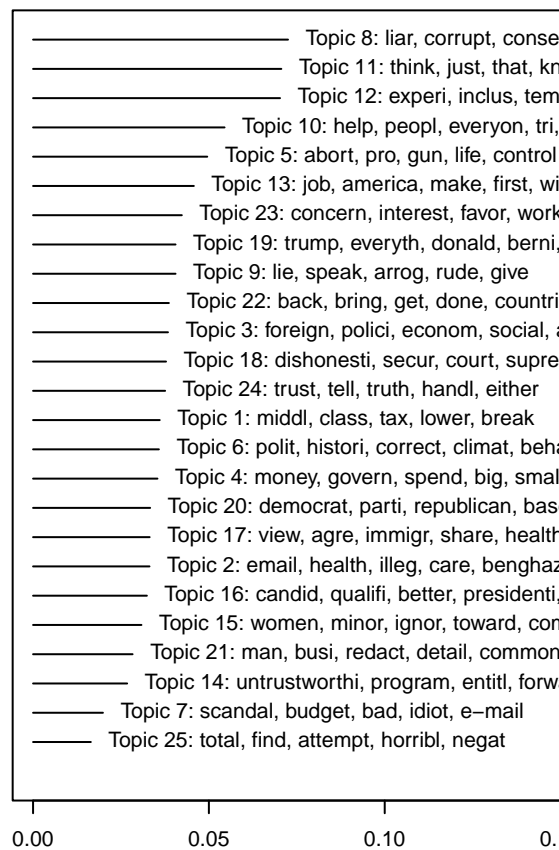 Topic 8: liar, corrupt, conse
Topic 11: think, just, that, kn
Topic 12: experi, inclus, tem
Topic 10: help, peopl, everyon, tri,
Topic 5: abort, pro, gun, life, control
Topic 13: job, america, make, first, wi
Topic 23: concern, interest, favor, work
Topic 19: trump, everyth, donald, berni,
Topic 9: lie, speak, arrog, rude, give
Topic 22: back, bring, get, done, countri
Topic 3: foreign, polici, econom, social, a
Topic 18: dishonesti, secur, court, supre
Topic 24: trust, tell, truth, handl, either
Topic 1: middl, class, tax, lower, break
Topic 6: polit, histori, correct, climat, beha
Topic 4: money, govern, spend, big, smal
Topic 20: democrat, parti, republican, bas
Topic 17: view, agre, immigr, share, health
Topic 2: email, health, illeg, care, benghaz
Topic 16: candid, qualifi, better, presidenti,
Topic 15: women, minor, ignor, toward, con
Topic 21: man, busi, redact, detail, common
Topic 14: untrustworthi, program, entitl, forwa
Topic 7: scandal, budget, bad, idiot, e−mail
Topic 25: total, find, attempt, horribl, negat
0.00 0.05 0.10 0.